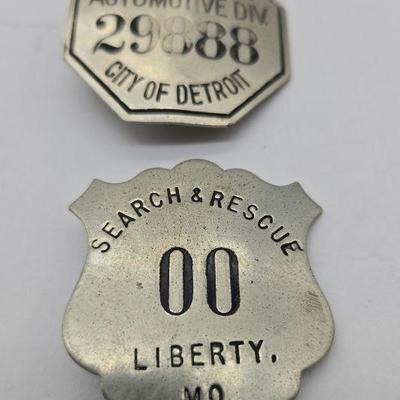 AUTOMOTIVE DIV.
29888
CITY OF DETROIT
SEARCH & RESCUE
00
LIBERTY,
MO